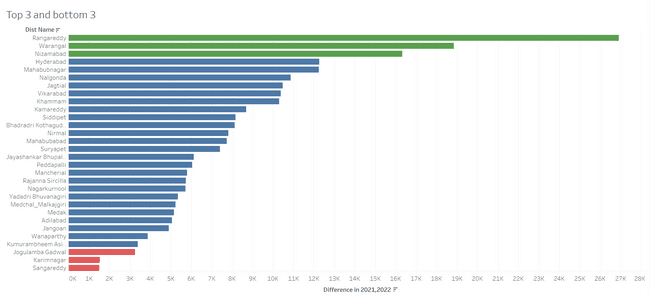 Top 3 and bottom 3
Dist Name
Rangareddy
Warangal
Nizamabad
Hyderabad
Mahabubnagar
Nalgonda
Jagtial
Vikarabad
Khammam
Kamareddy
Siddipet
Bhadradri Kothagud..
Nirmal
Mahabubabad
Suryapet
Jayashankar Bhupal..
Peddapalli
Mancherial
Rajanna Sircilla
Nagarkurnool
Yadadri Bhuvanagiri
Medchal_Malkajgiri
Medak
Adilabad
Jangoan
Wanaparthy
Kumurambheem Asi..
Jogulamba Gadwal
Karimnagar
Sangareddy
0K 1K 2K 3K 4K 5K 6K 7K 8K 9K 10K 11K 12K 13K 14K 15K 16K 17K 18K 19K 20K 21K 22K 23K 24K 25K 26K 27K 28K
Difference in 2021,2022